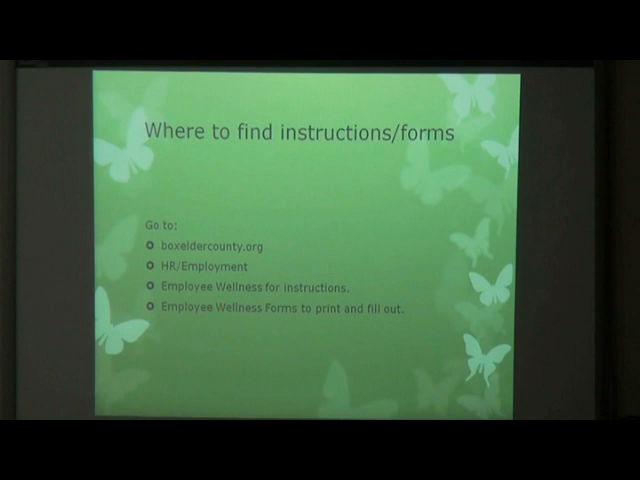 Where to find instructions/forms
Go to:
boxeldercounty.org
HR/Employment
Employee Wellness for instructions.
Employee Wellness Forms to print and fill out.